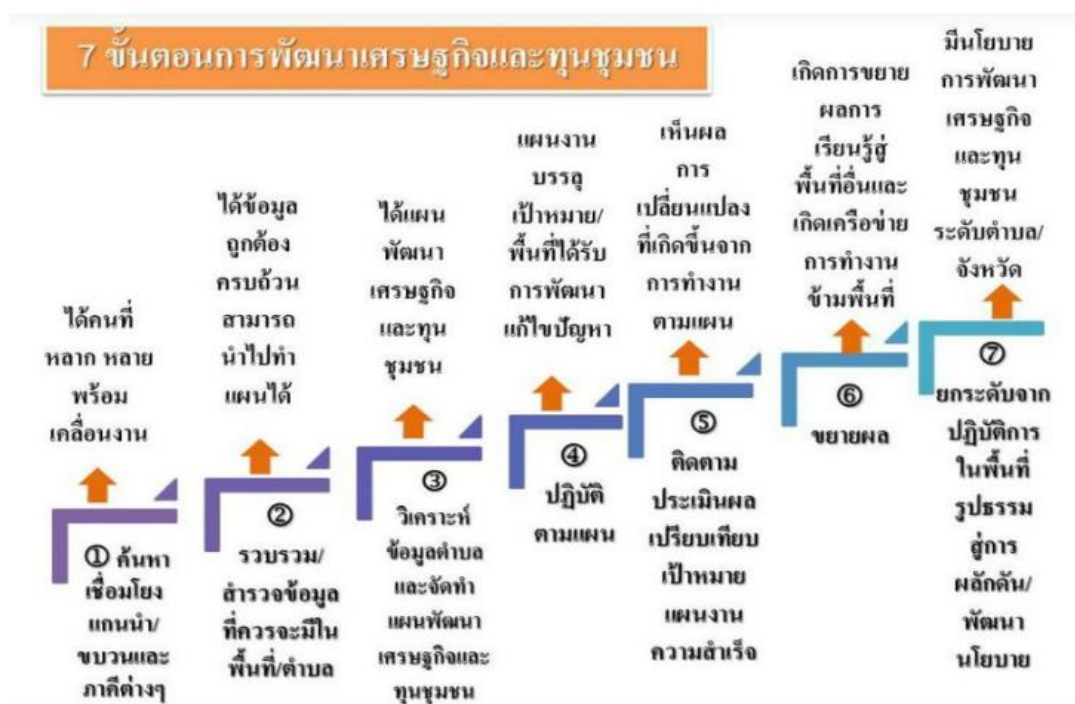 7 ขั้นตอนการพัฒนาเศรษฐกิจและทุนชุมชน
ได้คนที่
หลาก หลาย
พร้อม
เคลื่อนงาน
① ค้นหา
เชื่อมโยง
แกนนำ/
ขบวนและ
ภาคีต่างๆ
ได้ข้อมูล
ถูกต้อง
ครบถ้วน
สามารถ
นำไปทำ
แผนได้
②
รวบรวม/
สำรวจข้อมูล
ที่ควรจะมีใน
พื้นที่/ตำบล
ได้แผน
พัฒนา
เศรษฐกิจ
และทุน
ชุมชน
③
วิเคราะห์
ข้อมูลตำบล
และจัดทำ
แผนพัฒนา
เศรษฐกิจและ
ทุนชุมชน
แผนงาน
บรรลุ
เป้าหมาย/
พื้นที่ได้รับ
การพัฒนา
แก้ไขปัญหา
④
ปฏิบัติ
ตามแผน
เห็นผล
การ
เปลี่ยนแปลง
ที่เกิดขึ้นจาก
การทำงาน
ตามแผน
⑤
ติดตาม
ประเมินผล
เปรียบเทียบ
เป้าหมาย
แผนงาน
ความสำเร็จ
เกิดการขยาย
ผลการ
เรียนรู้สู่
พื้นที่อื่นและ
เกิดเครือข่าย
การทำงาน
ข้ามพื้นที่
⑥
ขยายผล
มีนโยบาย
การพัฒนา
เศรษฐกิจ
และทุน
ชุมชน
ระดับตำบล/
จังหวัด
⑦
ยกระดับจาก
ปฏิบัติการ
ในพื้นที่
รูปธรรม
สู่การ
ผลักดัน/
พัฒนา
นโยบาย